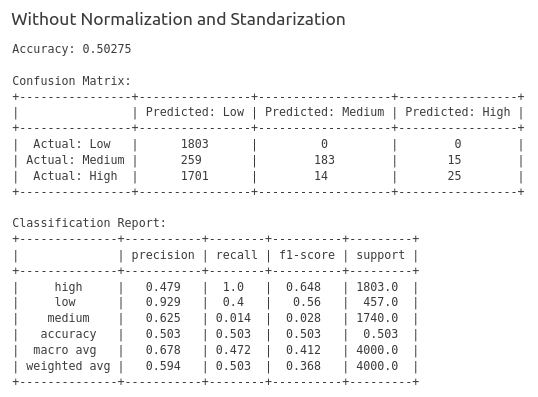 Without Normalization and Standarization
Accuracy: 0.50275
Confusion Matrix:
+----------------+----------------+-------------------+-----------------+
|                | Predicted: Low | Predicted: Medium | Predicted: High |
+----------------+----------------+-------------------+-----------------+
|  Actual: Low   |      1803      |         0         |        0        |
| Actual: Medium |      259       |        183        |       15        |
|  Actual: High  |      1701      |        14         |       25        |
+----------------+----------------+-------------------+-----------------+
Classification Report:
+--------------+-----------+--------+----------+---------+
|              | precision | recall | f1-score | support |
+--------------+-----------+--------+----------+---------+
|     high     |   0.479   |  1.0   |  0.648   | 1803.0  |
|     low      |   0.929   |  0.4   |   0.56   |  457.0  |
|    medium    |   0.625   | 0.014  |  0.028   | 1740.0  |
|   accuracy   |   0.503   | 0.503  |  0.503   |  0.503  |
|  macro avg   |   0.678   | 0.472  |  0.412   | 4000.0  |
| weighted avg |   0.594   | 0.503  |  0.368   | 4000.0  |
+--------------+-----------+--------+----------+---------+